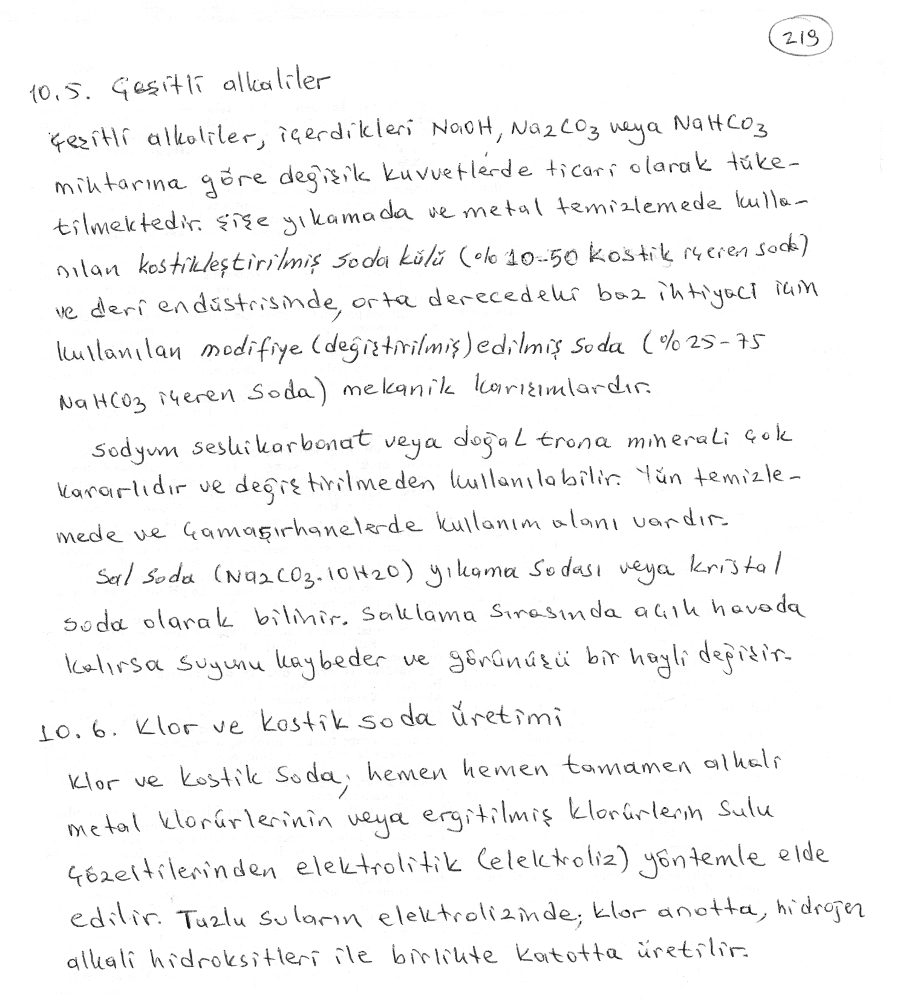 219
10.5. Çeşitli alkaliler
Çeşitli alkaliler, içerdikleri NaOH, Na2CO3 veya NaHCO3
miktarına göre değişik kuvvetlerde ticari olarak tüke-
tilmektedir. Şişe yıkamada ve metal temizlemede kulla-
nılan kostikleştirilmiş soda külü (%10-50 kostik içeren soda)
ve deri endüstrisinde, orta derecedeki baz ihtiyacı için
kullanılan modifiye (değiştirilmiş) edilmiş soda (%25-75
NaHCO3 içeren soda) mekanik karışımlardır.
Sodyum seskikarbonat veya doğal trona minerali çok
kararlıdır ve değiştirilmeden kullanılabilir. Yün temizle-
mede ve çamaşırhanelerde kullanım alanı vardır.
Sal soda (Na2CO3.10H2O) yıkama sodası veya kristal
soda olarak bilinir. Saklama sırasında açık havada
kalırsa suyunu kaybeder ve görünüşü bir hayli değişir.
10.6. Klor ve kostik soda üretimi
Klor ve kostik soda; hemen hemen tamamen alkali
metal klorürlerinin veya ergitilmiş klorürlerin sulu
çözeltilerinden elektrolitik (elektroliz) yöntemle elde
edilir. Tuzlu suların elektrolizinde; klor anotta, hidrojen
alkali hidroksitleri ile birlikte katotta üretilir.